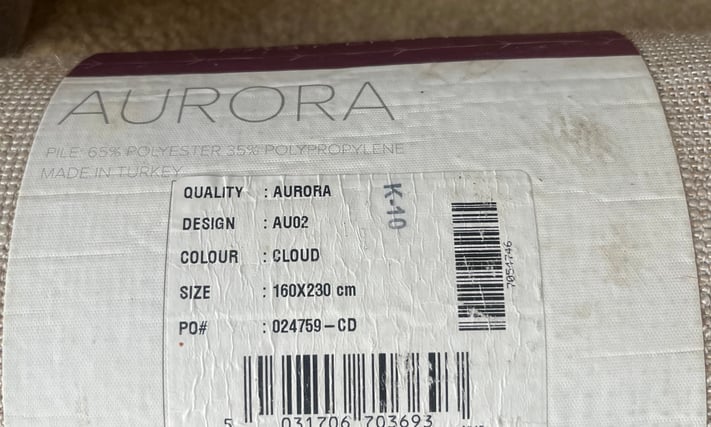 AURORA
PILE: 65% POLYESTER 35% POLYPROPYLENE
MADE IN TURKEY
QUALITY : AURORA
K-10
DESIGN : AU02
COLOUR : CLOUD
SIZE : 160X230 cm
PO# : 024759-CD
7051746
5 031706 703693